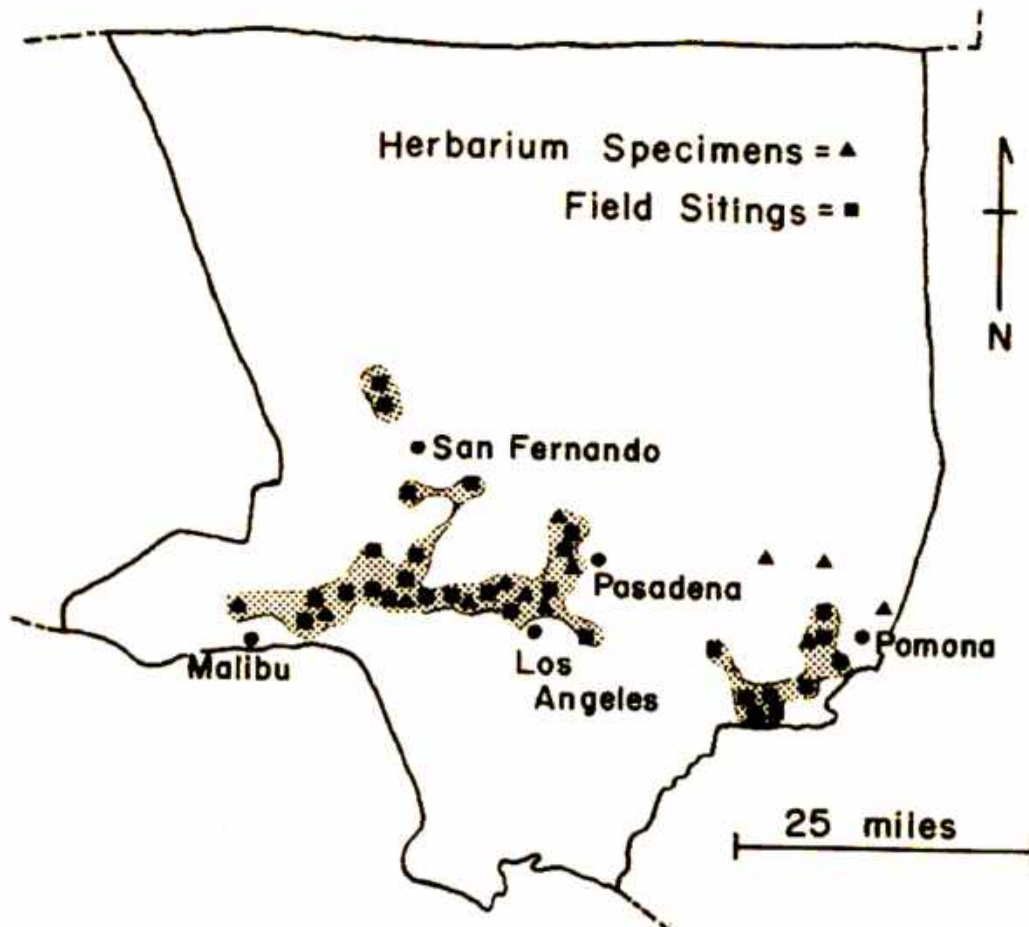 Herbarium Specimens = ▲
Field Sitings = ■
N
San Fernando
Pasadena
Pomona
Malibu
Los
Angeles
25 miles